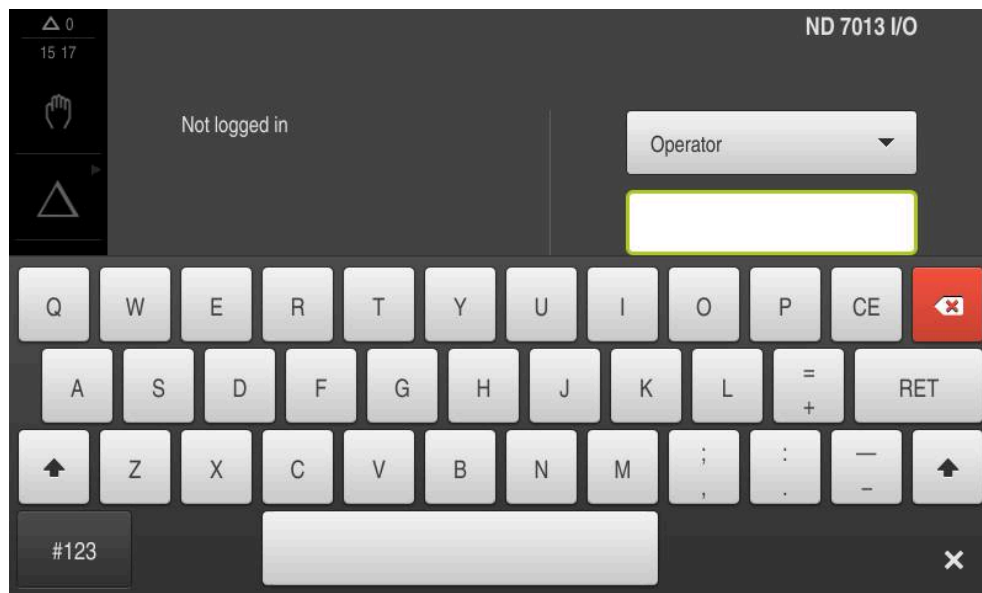 0
ND 7013 I/O
15 17
Not logged in
Operator
Q W E R T Y U I O P CE
A S D F G H J K L = + RET
Z X C V B N M ; , : . — –
#123